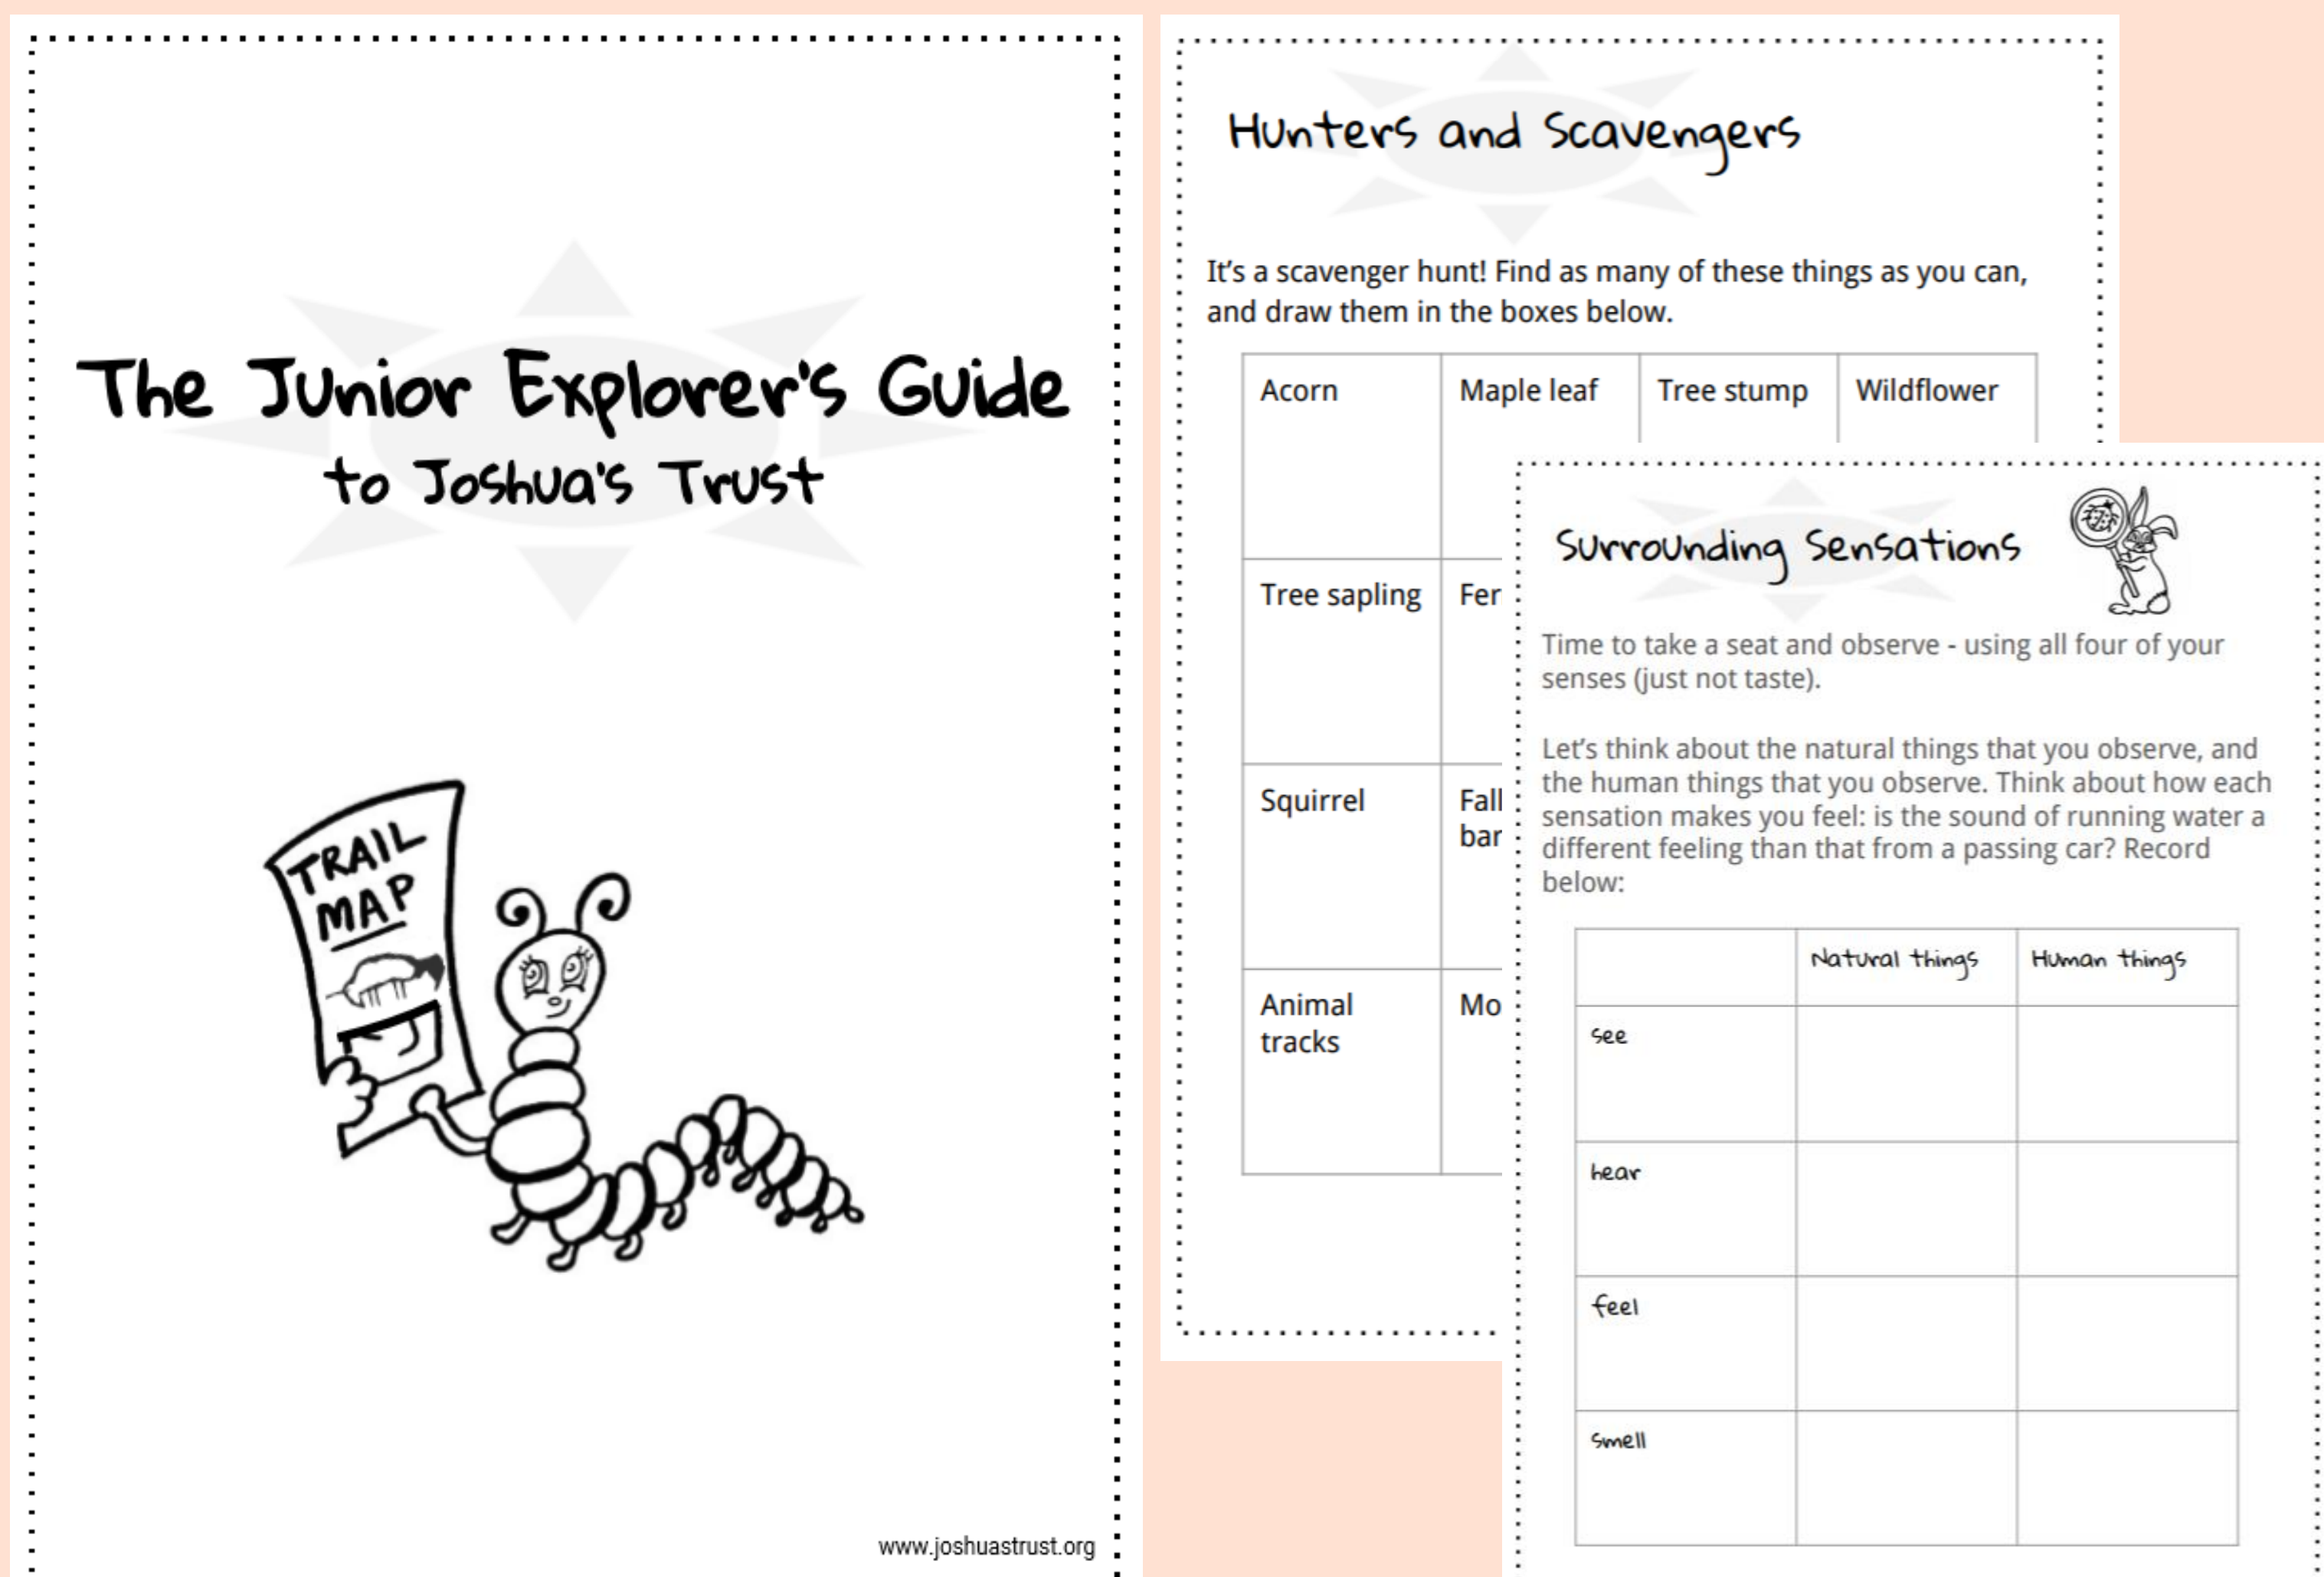 The Junior Explorer's Guide
to Joshua's Trust
TRAIL
MAP
www.joshuastrust.org
Hunters and Scavengers
It's a scavenger hunt! Find as many of these things as you can,
and draw them in the boxes below.
Acorn Maple leaf Tree stump Wildflower
Tree sapling Fer
Squirrel Fall
bar
Animal Mo
tracks
Surrounding Sensations
Time to take a seat and observe - using all four of your
senses (just not taste).
Let's think about the natural things that you observe, and
the human things that you observe. Think about how each
sensation makes you feel: is the sound of running water a
different feeling than that from a passing car? Record
below:
Natural things Human things
see
hear
feel
smell